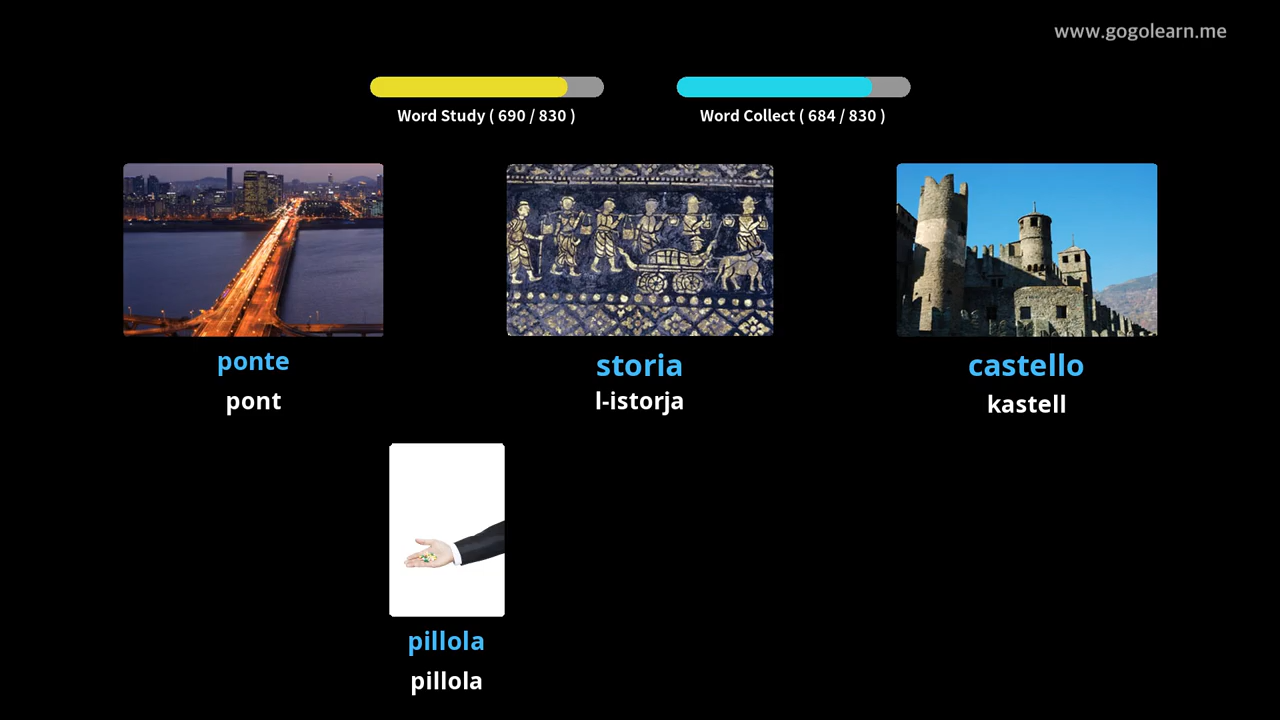 www.gogolearn.me
Word Study ( 690 / 830 )
Word Collect ( 684 / 830 )
ponte
pont
storia
l-istorja
castello
kastell
pillola
pillola